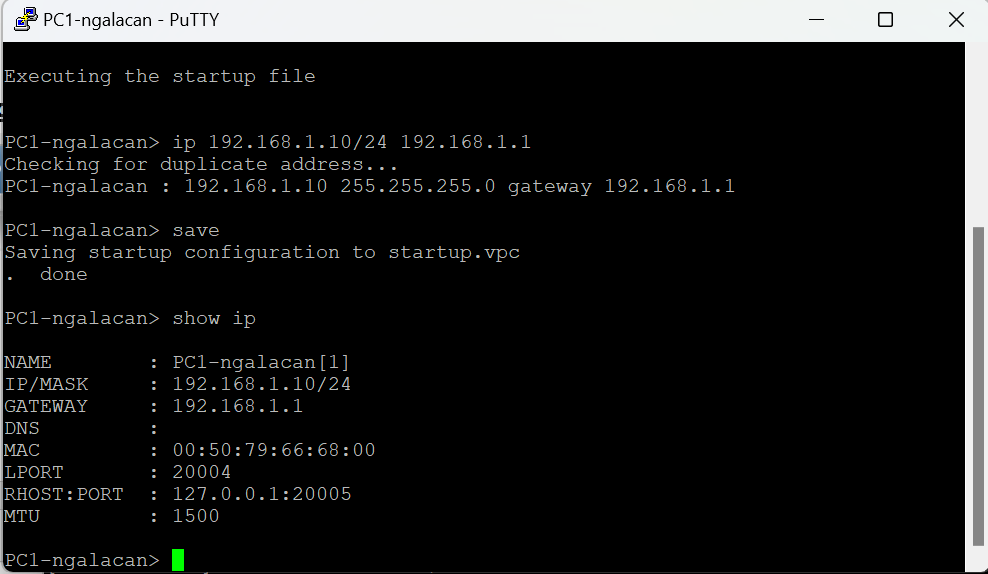 PC1-ngalacan - PuTTY
Executing the startup file
PC1-ngalacan> ip 192.168.1.10/24 192.168.1.1
Checking for duplicate address...
PC1-ngalacan : 192.168.1.10 255.255.255.0 gateway 192.168.1.1
PC1-ngalacan> save
Saving startup configuration to startup.vpc
.  done
PC1-ngalacan> show ip
NAME        : PC1-ngalacan[1]
IP/MASK     : 192.168.1.10/24
GATEWAY     : 192.168.1.1
DNS         :
MAC         : 00:50:79:66:68:00
LPORT       : 20004
RHOST:PORT  : 127.0.0.1:20005
MTU         : 1500
PC1-ngalacan>